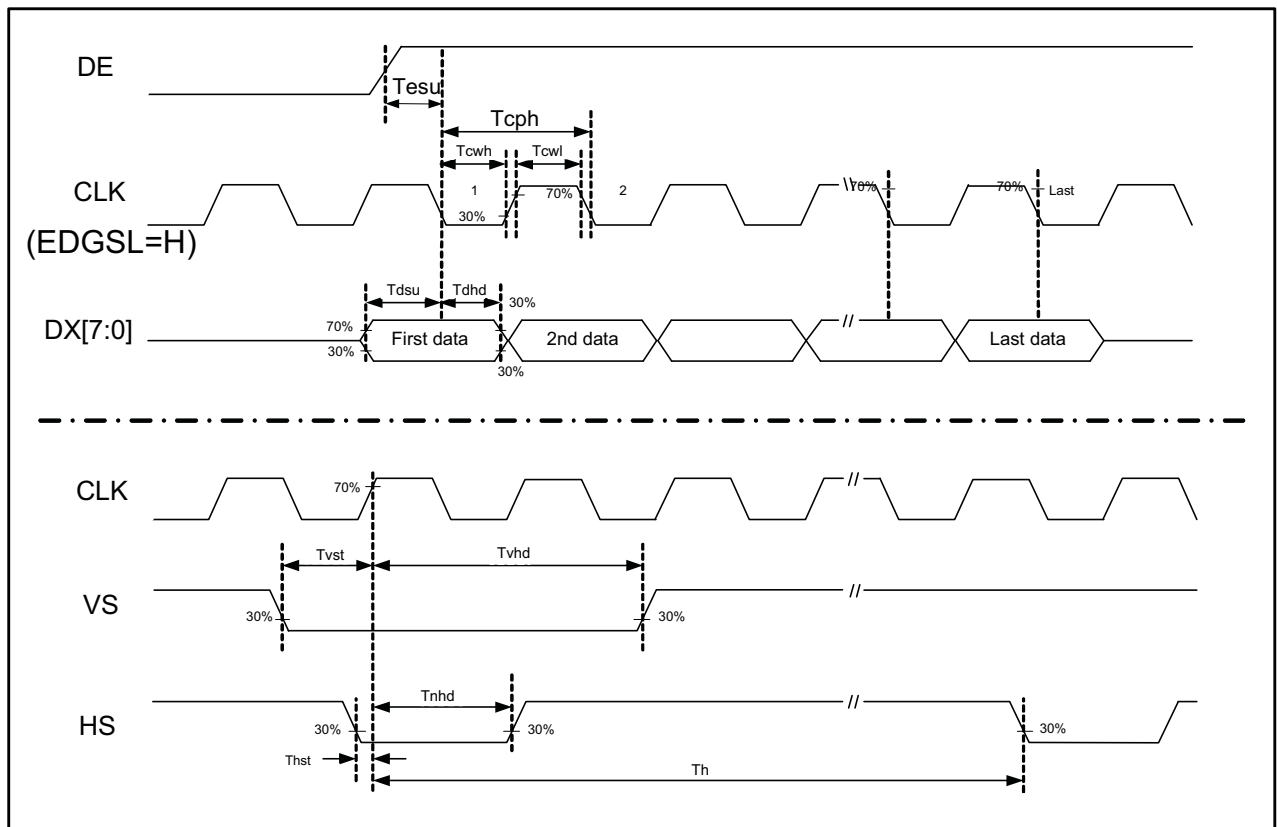 DE
Tesu
Tcph
Tcwh
Tcwl
CLK
1
70%
2
\\
70%
70%
Last
30%
(EDGSL=H)
Tdsu
Tdhd
30%
DX[7:0]
70%
First data
2nd data
//
Last data
30%
30%
CLK
70%
//
Tvst
Tvhd
VS
//
30%
30%
Tnhd
HS
//
30%
30%
30%
Thst
Th